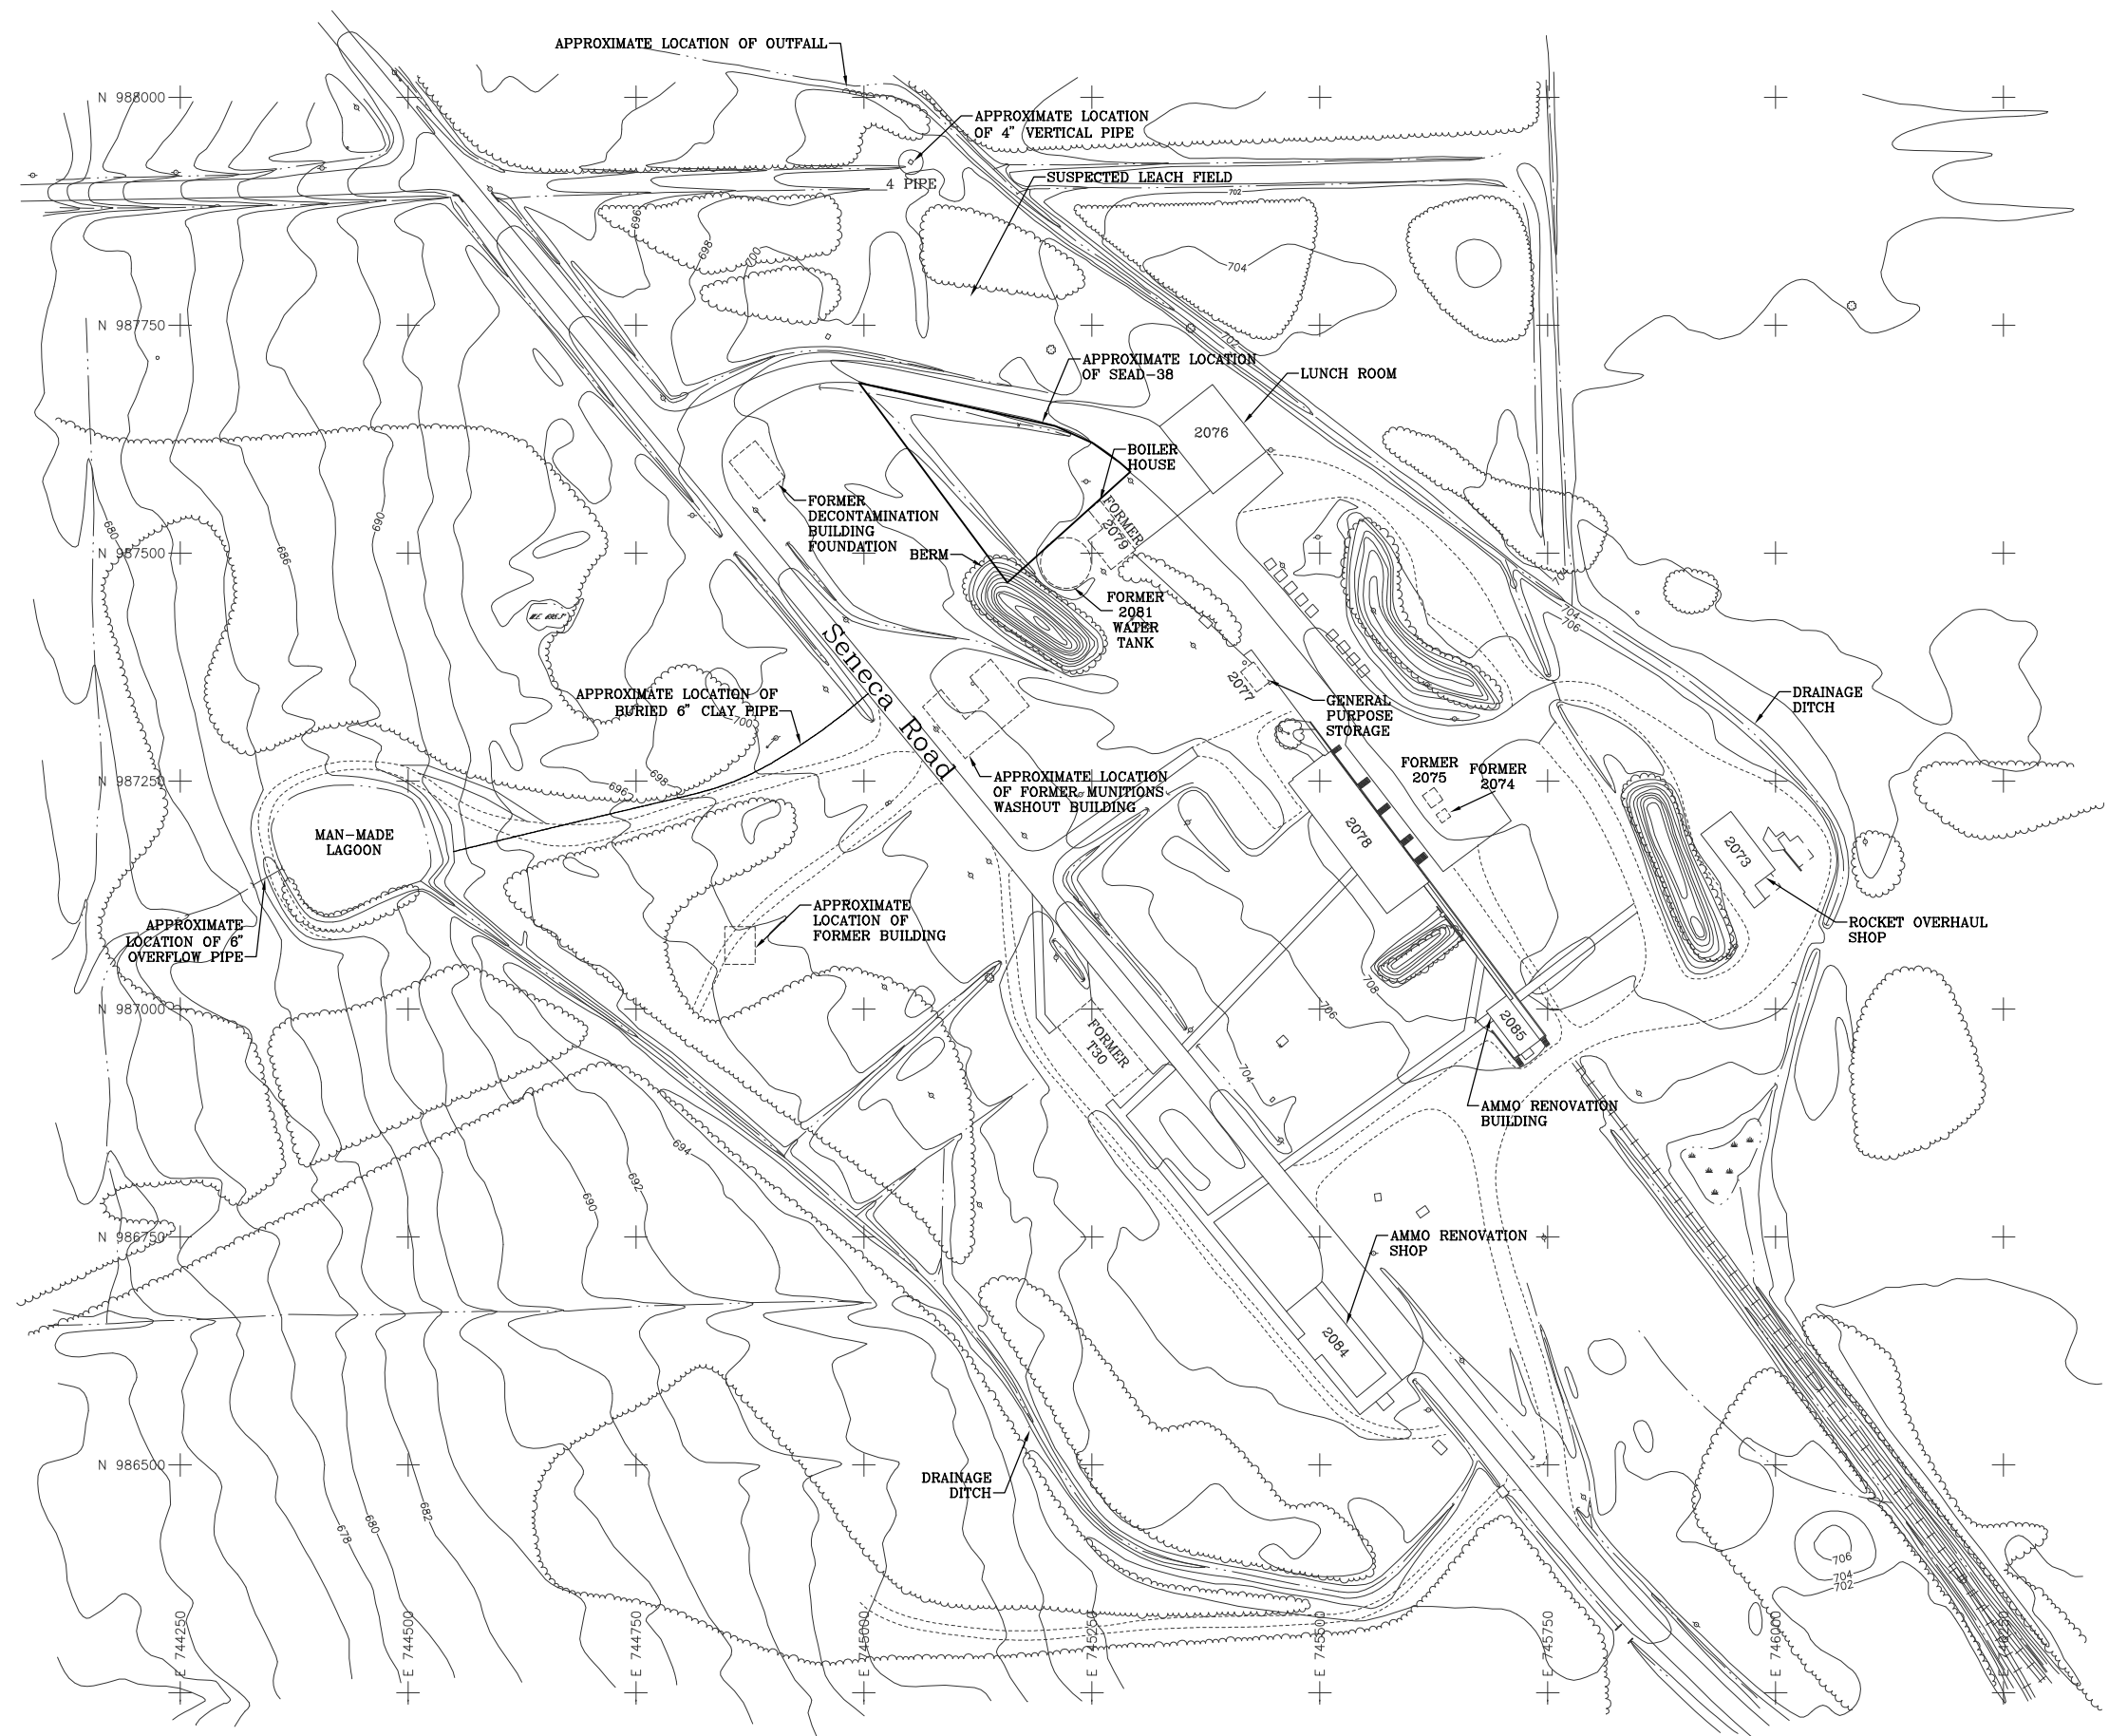 APPROXIMATE LOCATION OF OUTFALL
N 988000
APPROXIMATE LOCATION
OF 4" VERTICAL PIPE
4 PIPE
SUSPECTED LEACH FIELD
702
696
698
700
704
N 987750
702
APPROXIMATE LOCATION
OF SEAD-38
LUNCH ROOM
2076
BOILER
HOUSE
FORMER
DECONTAMINATION
BUILDING
FOUNDATION
FORMER
2079
680
686
690
N 987500
BERM
704
704
706
FORMER
2081
WATER
TANK
Seneca Road
APPROXIMATE LOCATION OF
BURIED 6" CLAY PIPE
700
2077
GENERAL
PURPOSE
STORAGE
DRAINAGE
DITCH
N 987250
698
696
APPROXIMATE LOCATION
OF FORMER MUNITIONS
WASHOUT BUILDING
FORMER
2075
FORMER
2074
MAN-MADE
LAGOON
2078
2073
APPROXIMATE
LOCATION OF
FORMER BUILDING
APPROXIMATE
LOCATION OF 6"
OVERFLOW PIPE
ROCKET OVERHAUL
SHOP
708
706
N 987000
FORMER
T30
2085
704
AMMO RENOVATION
BUILDING
694
692
690
N 986750
AMMO RENOVATION
SHOP
2084
N 986500
DRAINAGE
DITCH
678
680
682
706
704
702
E 744250
E 744500
E 744750
E 745000
E 745250
E 745500
E 745750
E 746000
E 746250